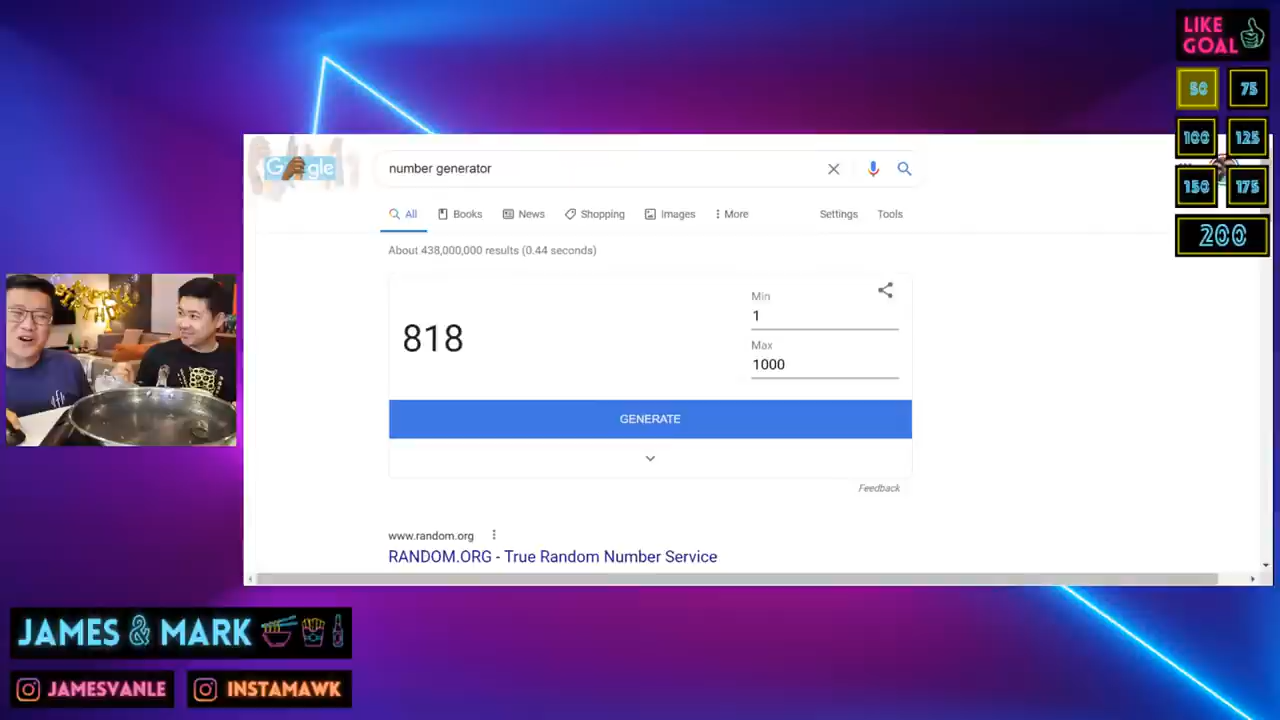 LIKE
GOAL
50
75
100
125
150
175
200
Google
number generator
All
Books
News
Shopping
Images
More
Settings
Tools
About 438,000,000 results (0.44 seconds)
818
Min
1
Max
1000
GENERATE
Feedback
www.random.org
RANDOM.ORG - True Random Number Service
JAMES & MARK
JAMESVANLE
INSTAMAWK